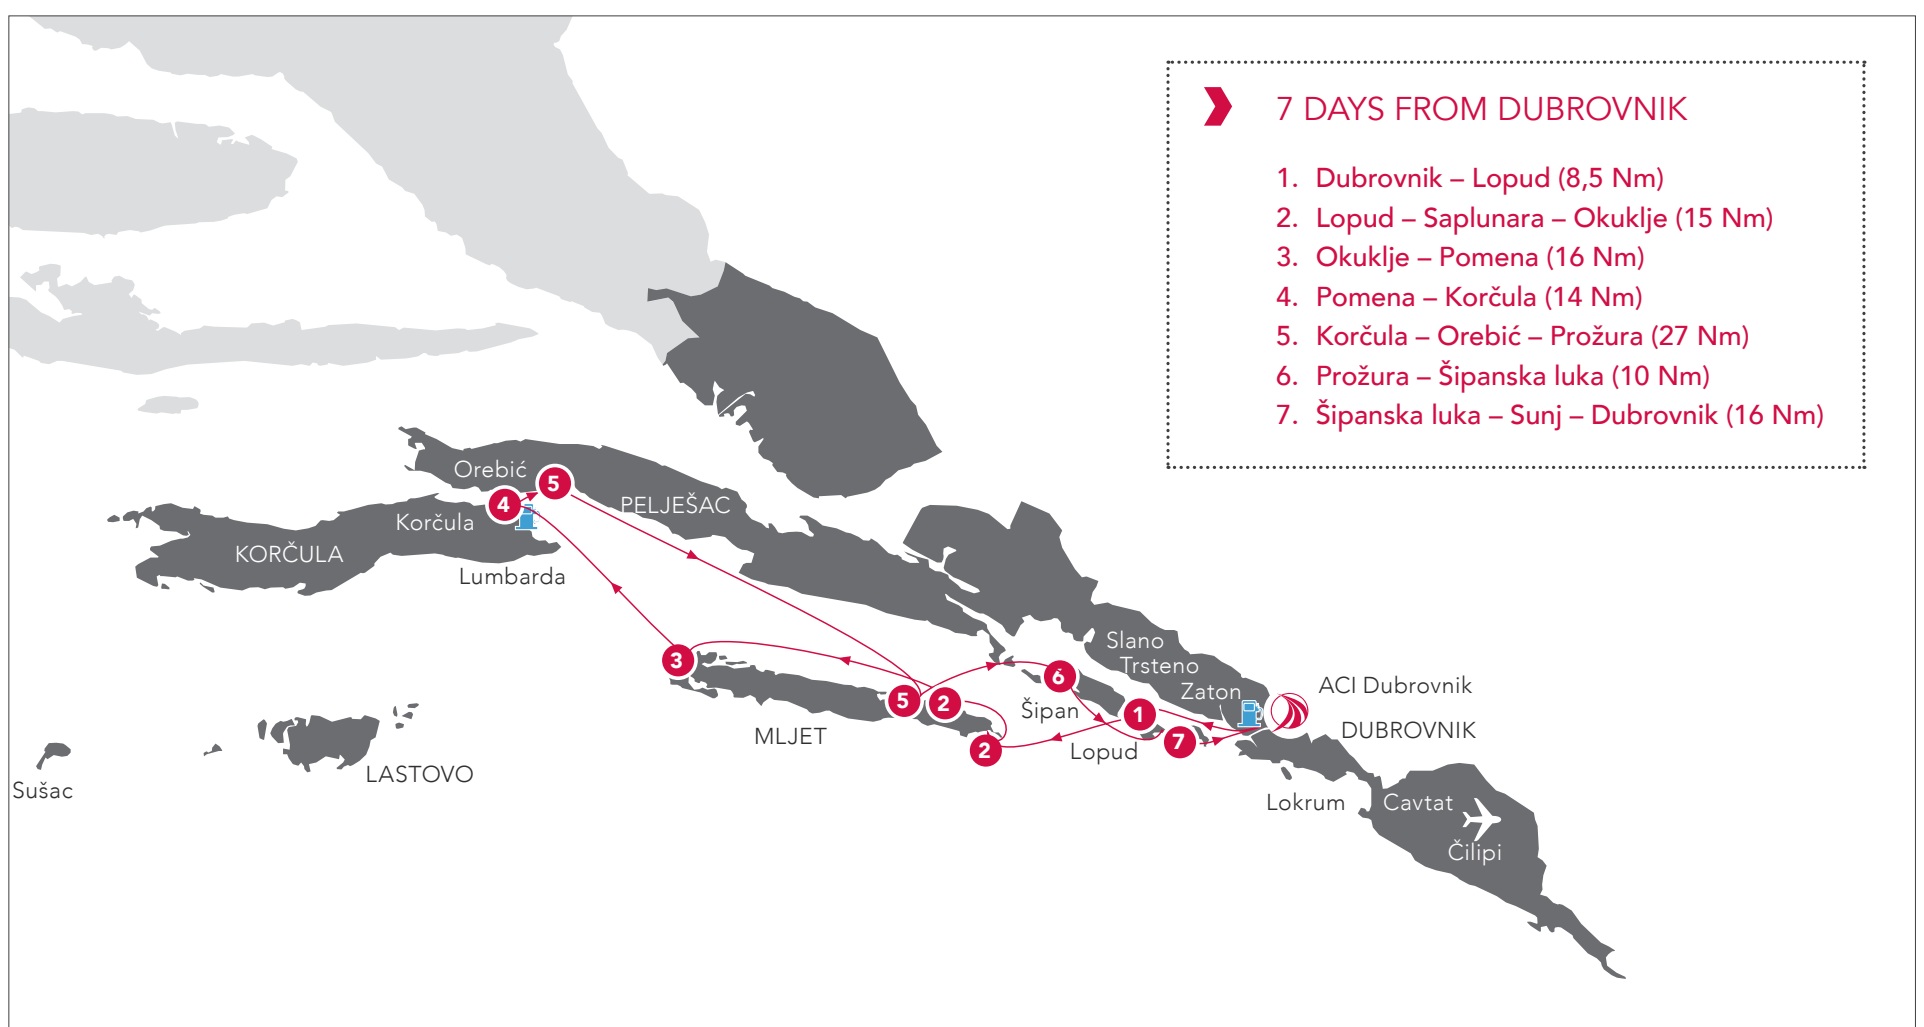 7 DAYS FROM DUBROVNIK
1. Dubrovnik – Lopud (8,5 Nm)
2. Lopud – Saplunara – Okuklje (15 Nm)
3. Okuklje – Pomena (16 Nm)
4. Pomena – Korčula (14 Nm)
5. Korčula – Orebić – Prožura (27 Nm)
6. Prožura – Šipanska luka (10 Nm)
7. Šipanska luka – Sunj – Dubrovnik (16 Nm)
Orebić
5
4
PELJEŠAC
Korčula
KORČULA
Lumbarda
Slano
Trsteno
3
6
Zaton
ACI Dubrovnik
5
2
Šipan
1
DUBROVNIK
MLJET
2
Lopud
7
LASTOVO
Sušac
Lokrum
Cavtat
Čilipi